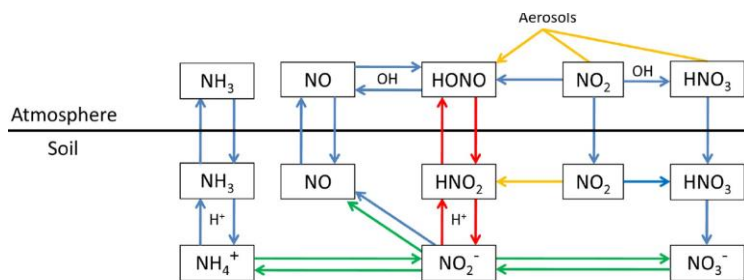 Aerosols
NH3 NO OH HONO NO2 OH HNO3
Atmosphere
Soil
NH3 NO HNO2 NO2 HNO3
H+ H+
NH4+ NO2- NO3-